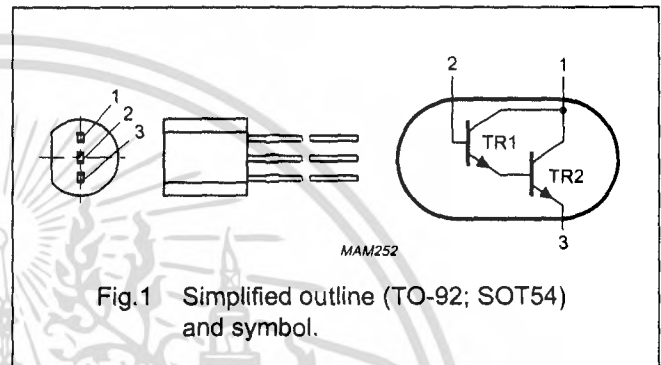 1
2
3
2 1
TR1
TR2
3
MAM252
Fig.1 Simplified outline (TO-92; SOT54)
and symbol.